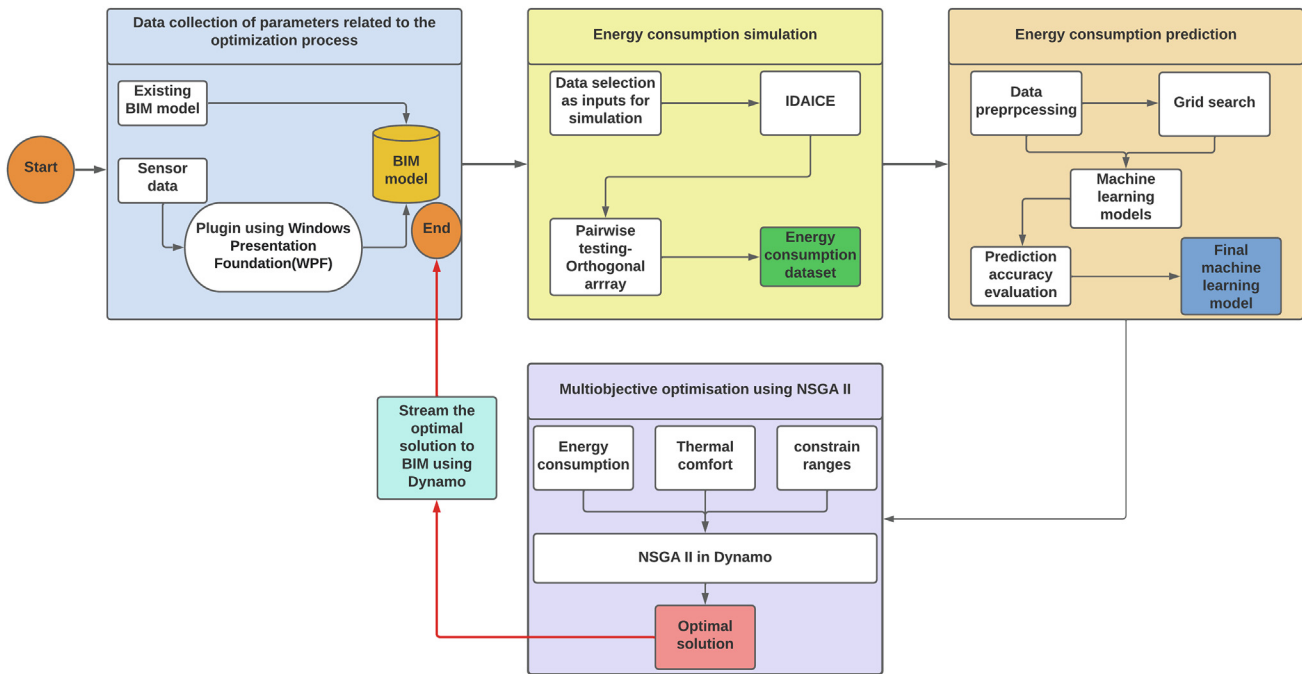 Data collection of parameters related to the
optimization process
Existing
BIM model
Start
Sensor
data
BIM
model
Plugin using Windows
Presentation
Foundation(WPF)
End
Energy consumption simulation
Data selection
as inputs for
simulation
IDAICE
Pairwise
testing-
Orthogonal
arrray
Energy
consumption
dataset
Energy consumption prediction
Data
preprpcessing
Grid search
Machine
learning
models
Prediction
accuracy
evaluation
Final
machine
learning
model
Multiobjective optimisation using NSGA II
Energy
consumption
Thermal
comfort
constrain
ranges
NSGA II in Dynamo
Optimal
solution
Stream the
optimal
solution to
BIM using
Dynamo